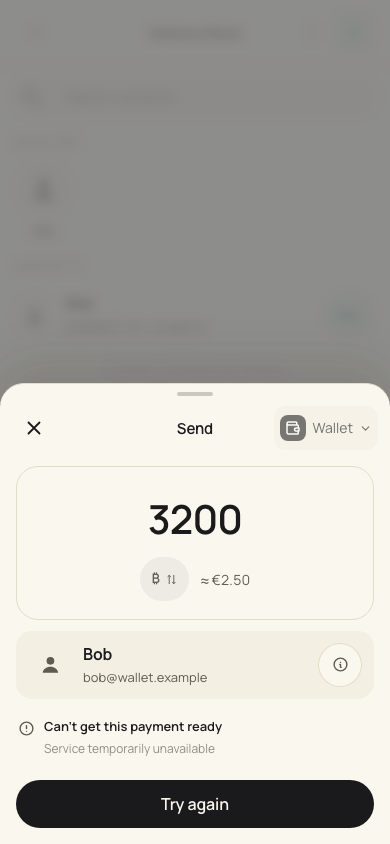 Send
Wallet
3200
₿
≈ €2.50
Bob
bob@wallet.example
Can't get this payment ready
Service temporarily unavailable
Try again